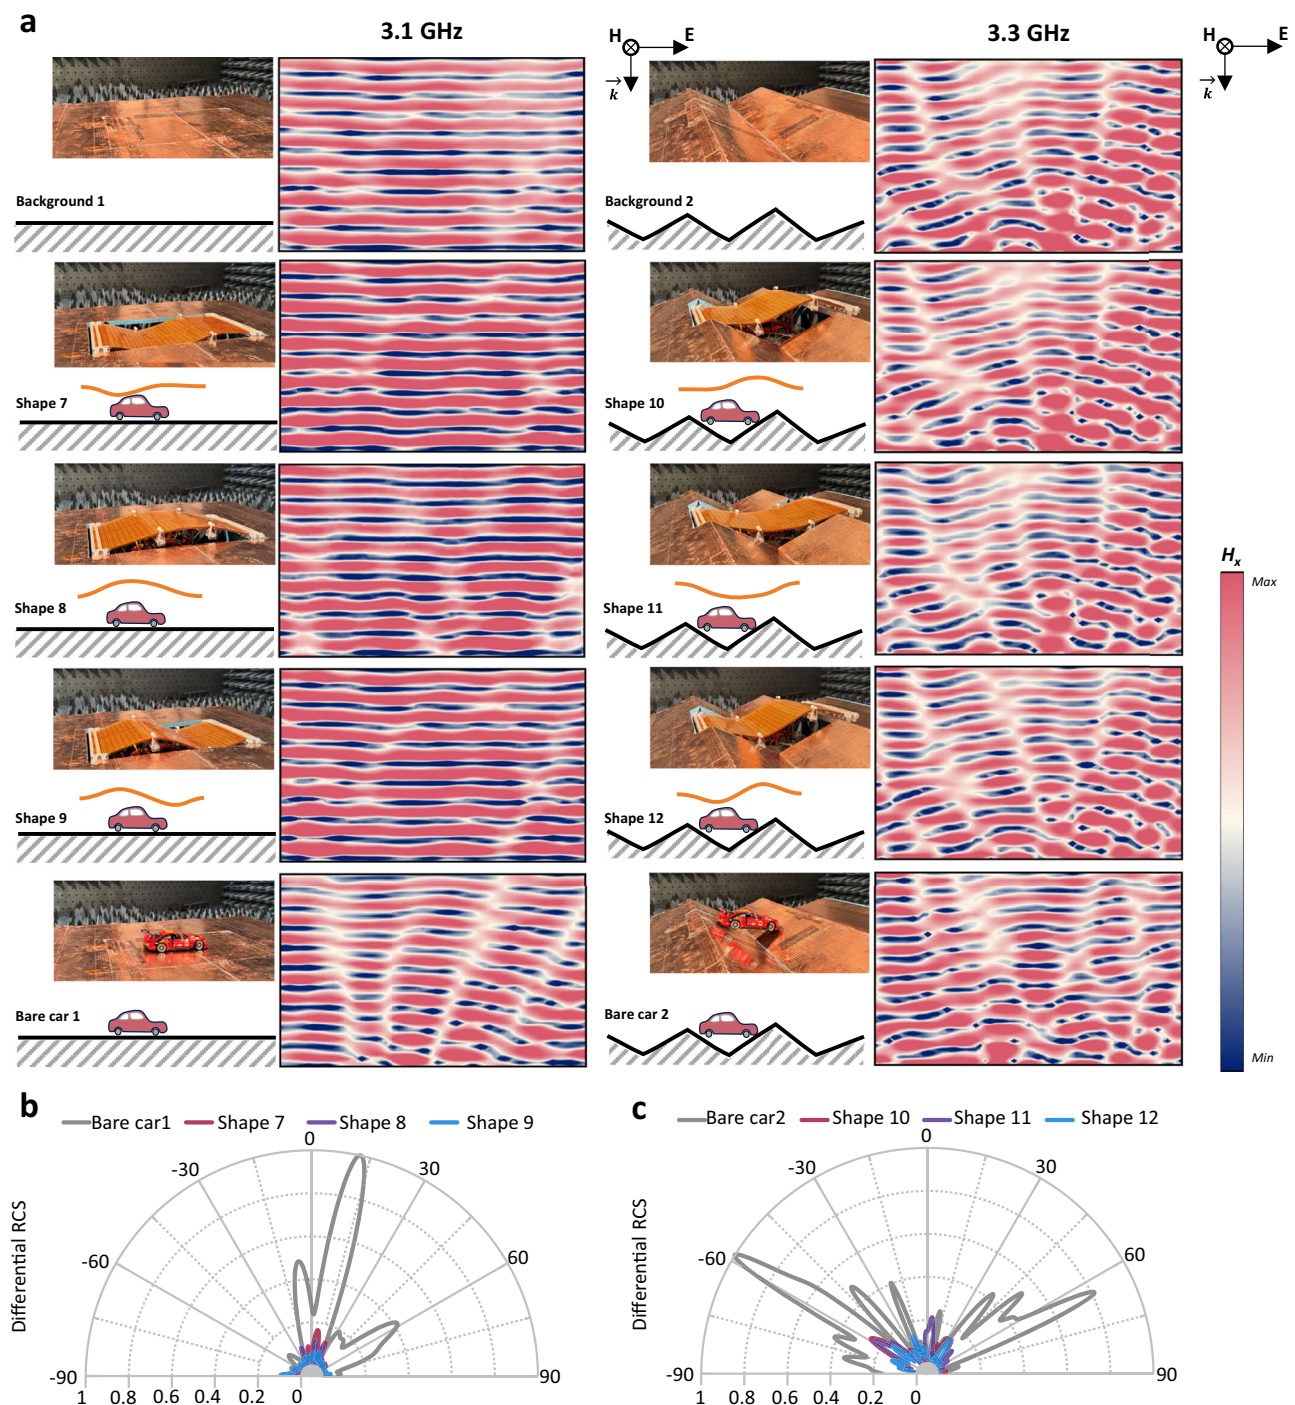 a
3.1 GHz
H
E
k
3.3 GHz
H
E
k
Background 1
Background 2
Shape 7
Shape 10
Shape 8
Shape 11
Shape 9
Shape 12
Bare car 1
Bare car 2
Hx
Max
Min
b
Bare car1 Shape 7 Shape 8 Shape 9
0
-30 30
-60 60
-90 90
Differential RCS
1 0.8 0.6 0.4 0.2 0
c
Bare car2 Shape 10 Shape 11 Shape 12
0
-30 30
-60 60
-90 90
Differential RCS
1 0.8 0.6 0.4 0.2 0